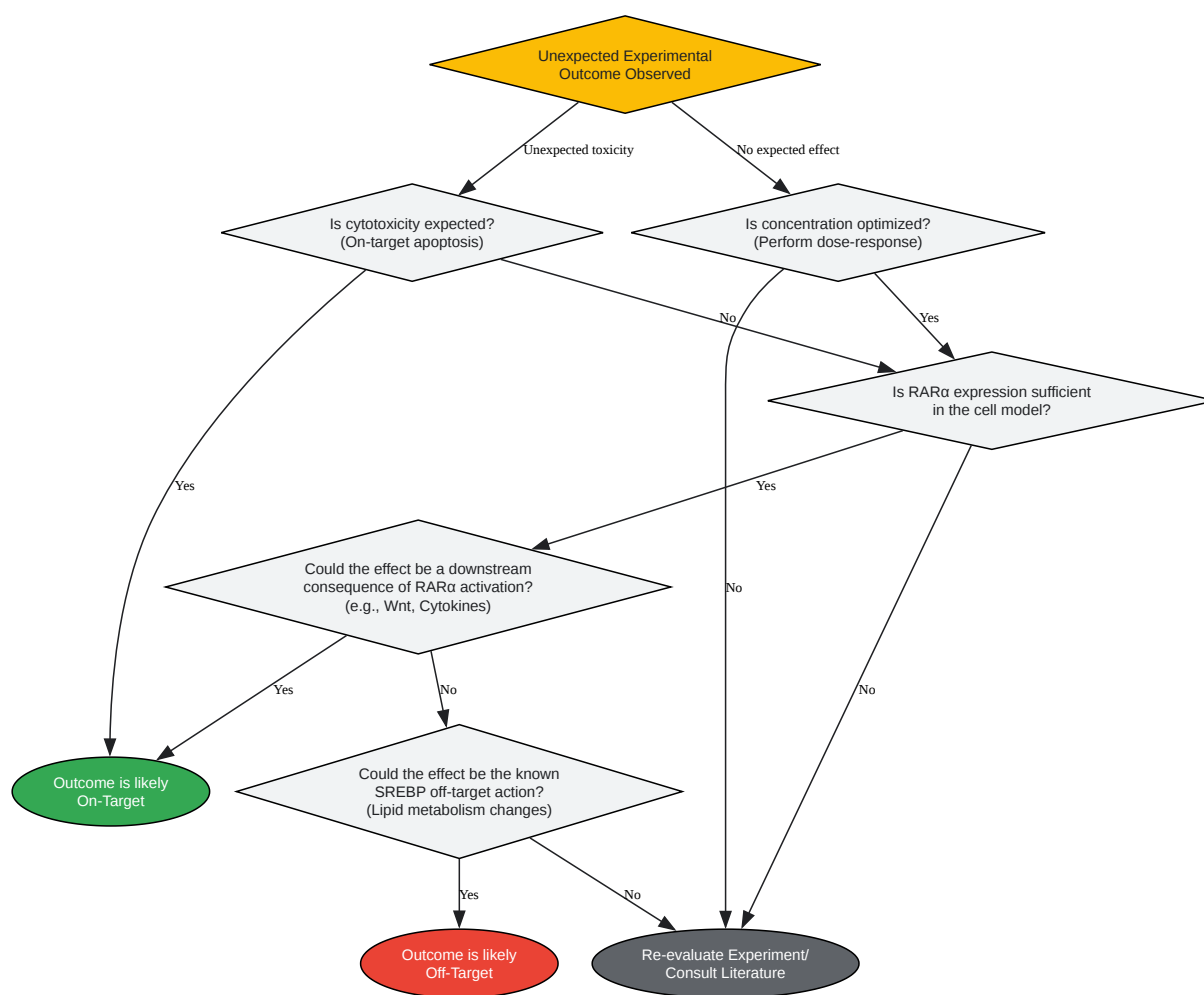 Unexpected Experimental
Outcome Observed
Unexpected toxicity
No expected effect
Is cytotoxicity expected?
(On-target apoptosis)
Is concentration optimized?
(Perform dose-response)
No
Yes
Is RARα expression sufficient
in the cell model?
Yes
Yes
Could the effect be a downstream
consequence of RARα activation?
(e.g., Wnt, Cytokines)
No
Yes
No
No
Could the effect be the known
SREBP off-target action?
(Lipid metabolism changes)
Outcome is likely
On-Target
Yes
No
Outcome is likely
Off-Target
Re-evaluate Experiment/
Consult Literature